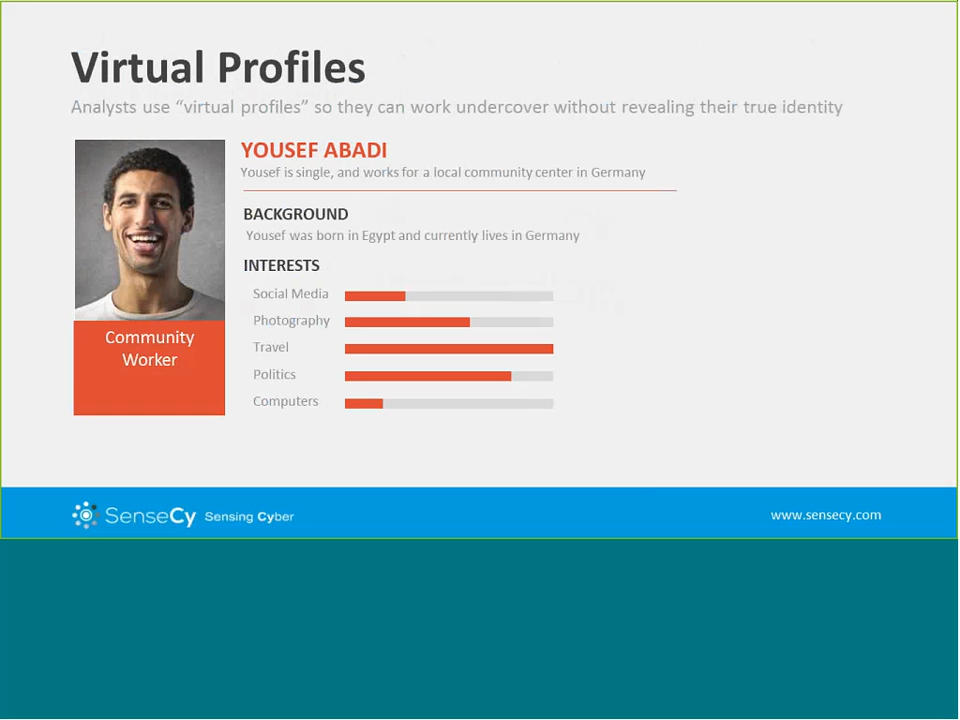 Virtual Profiles
Analysts use “virtual profiles” so they can work undercover without revealing their true identity
YOUSEF ABADI
Yousef is single, and works for a local community center in Germany
BACKGROUND
Yousef was born in Egypt and currently lives in Germany
INTERESTS
Social Media
Photography
Travel
Politics
Computers
Community
Worker
SenseCy Sensing Cyber
www.sensecy.com